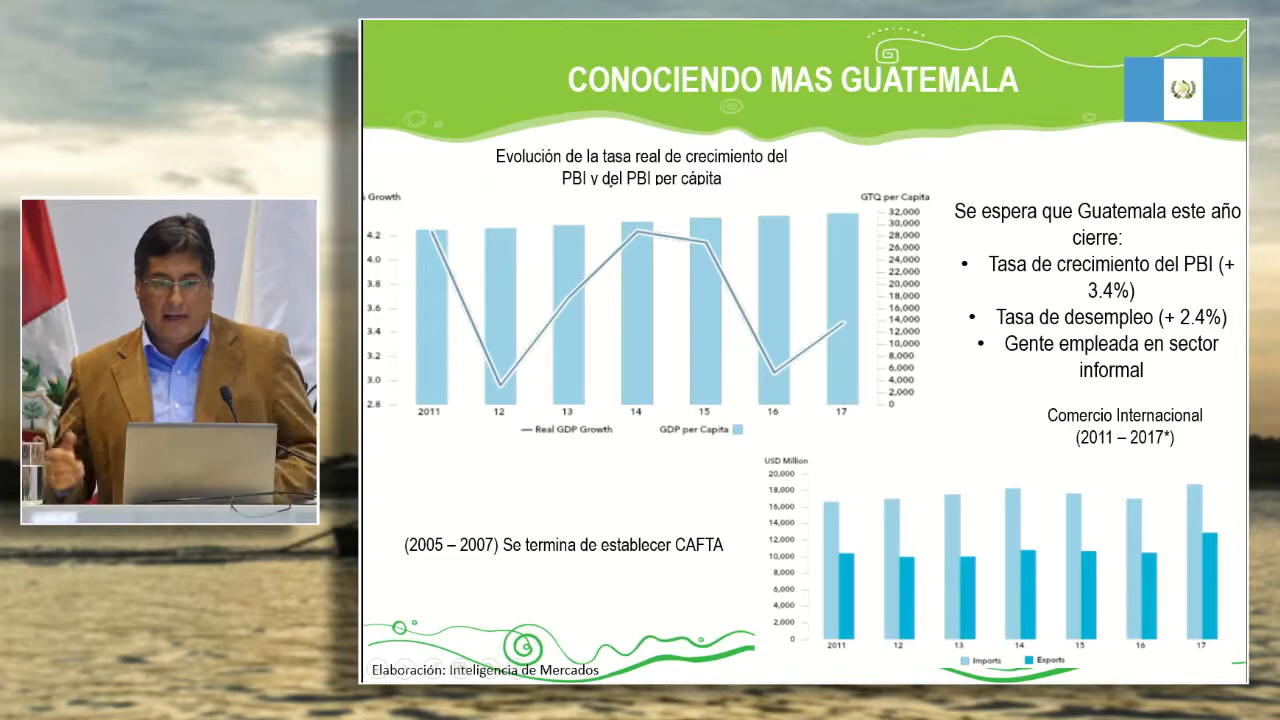 CONOCIENDO MAS GUATEMALA
Evolución de la tasa real de crecimiento del
PBI y del PBI per cápita
Growth
GTQ per Capita
4.2
4.0
3.8
3.6
3.4
3.2
3.0
2.8
32,000
30,000
28,000
26,000
24,000
22,000
20,000
18,000
16,000
14,000
12,000
10,000
8,000
6,000
4,000
2,000
0
2011 12 13 14 15 16 17
Real GDP Growth GDP per Capita
Se espera que Guatemala este año
cierre:
• Tasa de crecimiento del PBI (+
3.4%)
• Tasa de desempleo (+ 2.4%)
• Gente empleada en sector
informal
Comercio Internacional
(2011 – 2017*)
USD Million
20,000
18,000
16,000
14,000
12,000
10,000
8,000
6,000
4,000
2,000
0
2011 12 13 14 15 16 17
Imports Exports
(2005 – 2007) Se termina de establecer CAFTA
Elaboración: Inteligencia de Mercados